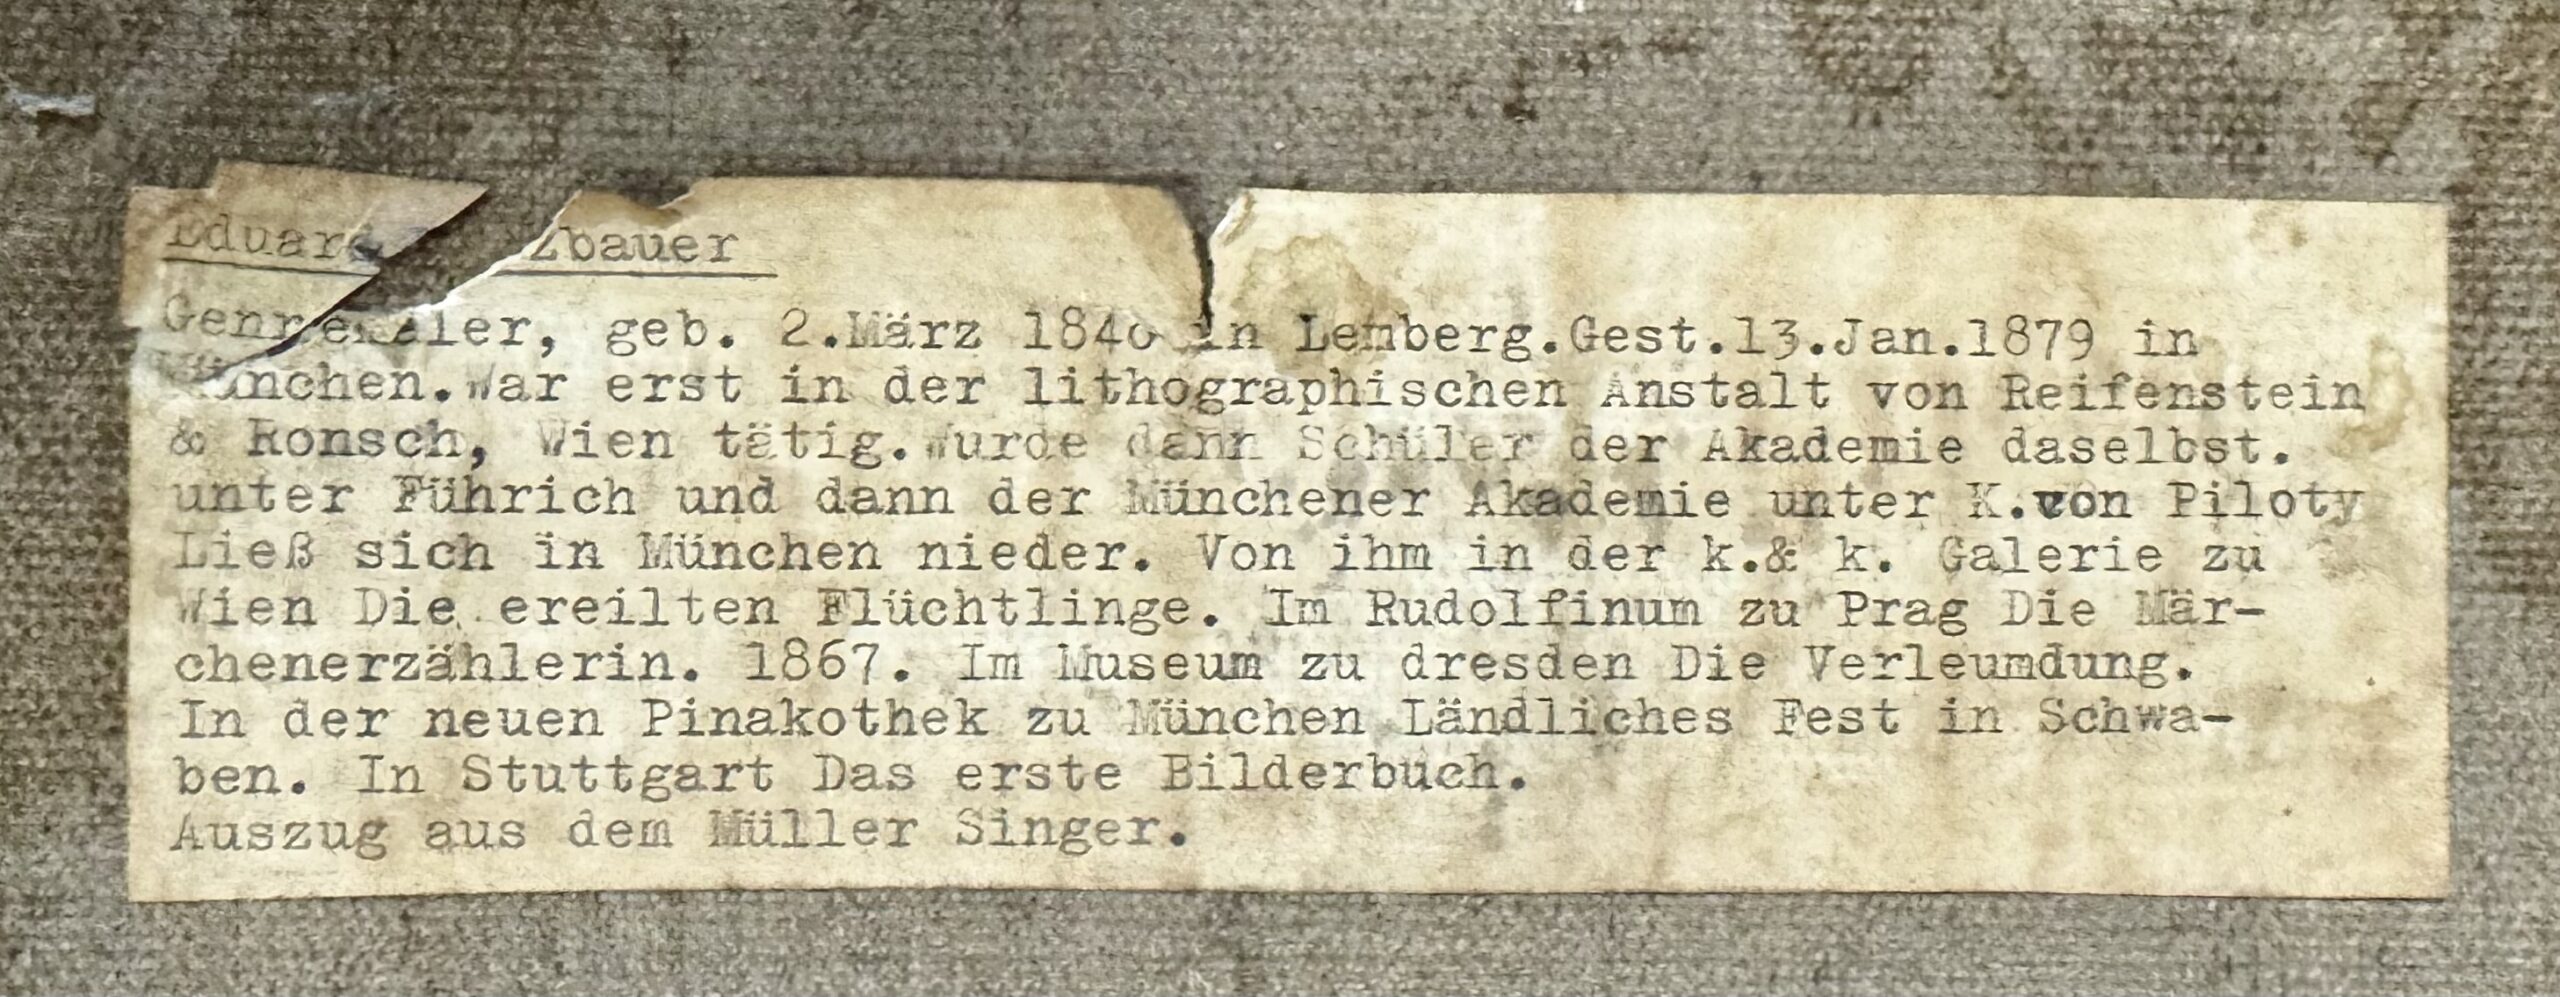 Eduard zbauer
Genremaler, geb. 2.März 1840 in Lemberg.Gest.13.Jan.1879 in
München.War erst in der lithographischen Anstalt von Reifenstein
& Ronsch, Wien tätig.Wurde dann Schüler der Akademie daselbst.
unter Führich und dann der Münchener Akademie unter K.von Piloty
Ließ sich in München nieder. Von ihm in der k.& k. Galerie zu
Wien Die ereilten Flüchtlinge. Im Rudolfinum zu Prag Die Mär-
chenerzählerin. 1867. Im Museum zu dresden Die Verleumdung.
In der neuen Pinakothek zu München Ländliches Fest in Schwa-
ben. In Stuttgart Das erste Bilderbuch.
Auszug aus dem Müller Singer.